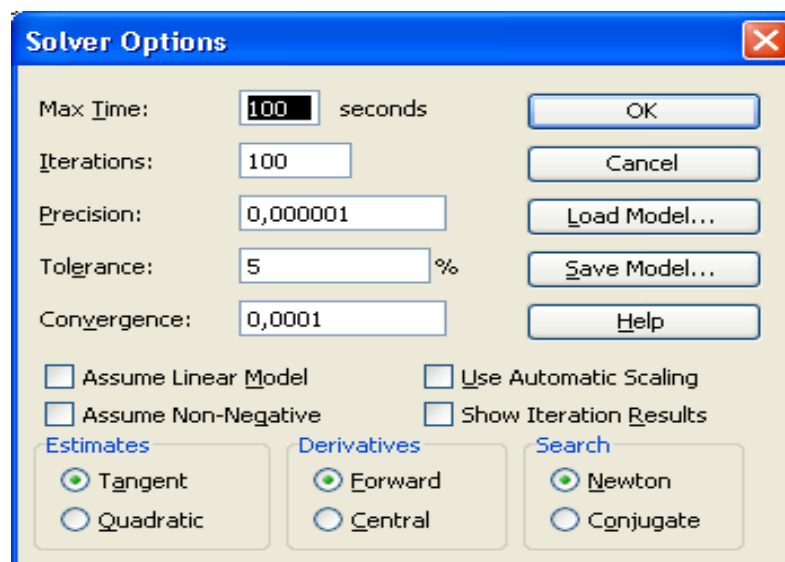 Solver Options
Max Time: 100 seconds OK
Iterations: 100 Cancel
Precision: 0,000001 Load Model...
Tolerance: 5 % Save Model...
Convergence: 0,0001 Help
Assume Linear Model Use Automatic Scaling
Assume Non-Negative Show Iteration Results
Estimates Derivatives Search
Tangent Forward Newton
Quadratic Central Conjugate